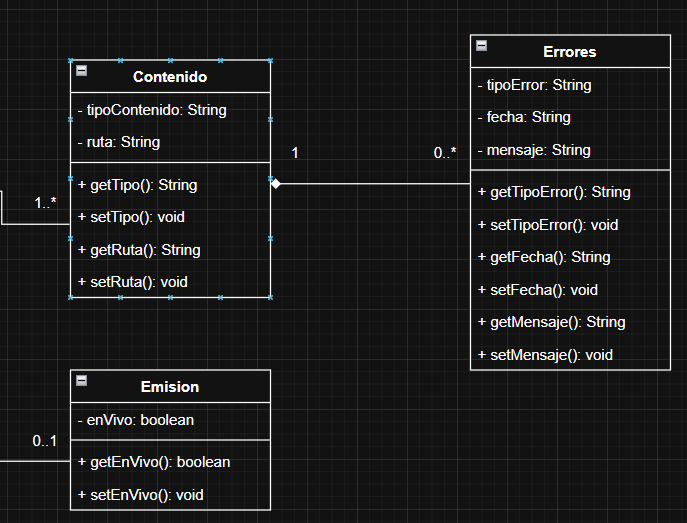 Contenido
- tipoContenido: String
- ruta: String
+ getTipo(): String
+ setTipo(): void
+ getRuta(): String
+ setRuta(): void
1..*
1
0..*
Errores
- tipoError: String
- fecha: String
- mensaje: String
+ getTipoError(): String
+ setTipoError(): void
+ getFecha(): String
+ setFecha(): void
+ getMensaje(): String
+ setMensaje(): void
Emision
- enVivo: boolean
+ getEnVivo(): boolean
+ setEnVivo(): void
0..1